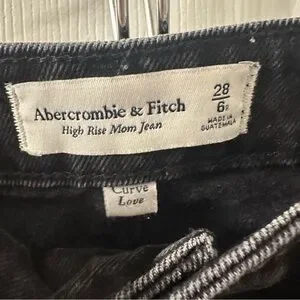 Abercrombie & Fitch
High Rise Mom Jean
28
6R
MADE IN
GUATEMALA
Curve
Love